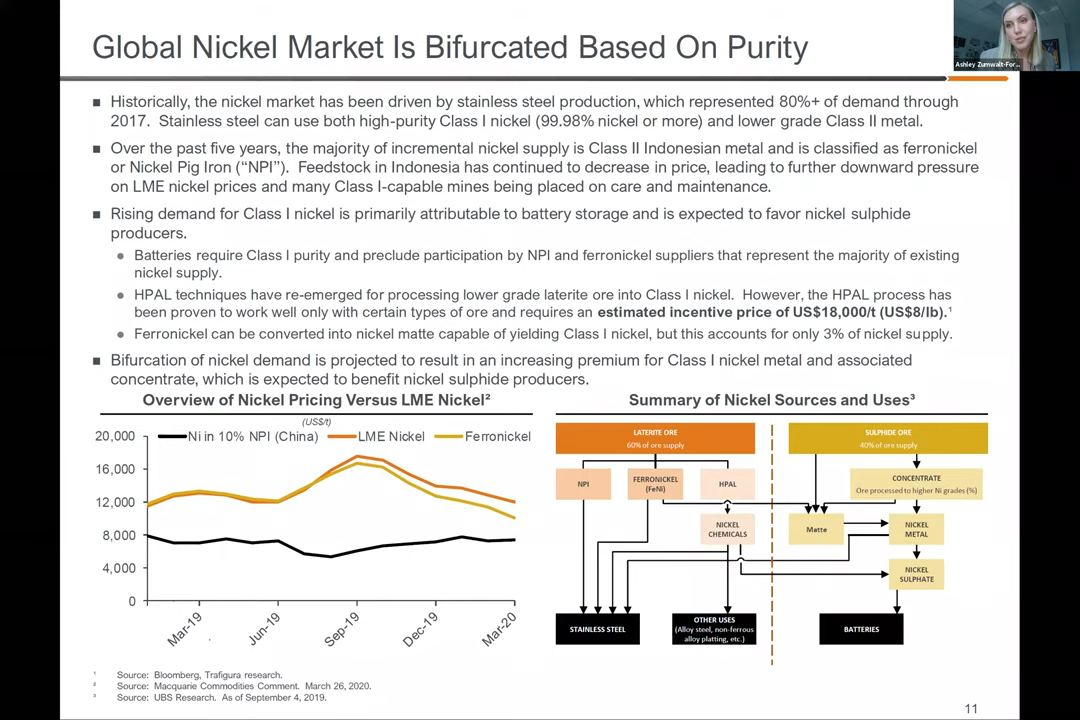 Global Nickel Market Is Bifurcated Based On Purity
Ashley Zumwalt-For...
■ Historically, the nickel market has been driven by stainless steel production, which represented 80%+ of demand through
2017. Stainless steel can use both high-purity Class I nickel (99.98% nickel or more) and lower grade Class II metal.
■ Over the past five years, the majority of incremental nickel supply is Class II Indonesian metal and is classified as ferronickel
or Nickel Pig Iron (“NPI”). Feedstock in Indonesia has continued to decrease in price, leading to further downward pressure
on LME nickel prices and many Class I-capable mines being placed on care and maintenance.
■ Rising demand for Class I nickel is primarily attributable to battery storage and is expected to favor nickel sulphide
producers.
● Batteries require Class I purity and preclude participation by NPI and ferronickel suppliers that represent the majority of existing
nickel supply.
● HPAL techniques have re-emerged for processing lower grade laterite ore into Class I nickel. However, the HPAL process has
been proven to work well only with certain types of ore and requires an estimated incentive price of US$18,000/t (US$8/lb).¹
● Ferronickel can be converted into nickel matte capable of yielding Class I nickel, but this accounts for only 3% of nickel supply.
■ Bifurcation of nickel demand is projected to result in an increasing premium for Class I nickel metal and associated
concentrate, which is expected to benefit nickel sulphide producers.
Overview of Nickel Pricing Versus LME Nickel²
(US$/t)
Ni in 10% NPI (China) LME Nickel Ferronickel
20,000
16,000
12,000
8,000
4,000
0
Mar-19 Jun-19 Sep-19 Dec-19 Mar-20
Summary of Nickel Sources and Uses³
LATERITE ORE
60% of ore supply
SULPHIDE ORE
40% of ore supply
NPI
FERRONICKEL
(FeNi)
HPAL
CONCENTRATE
Ore processed to higher Ni grades (%)
NICKEL
CHEMICALS
Matte
NICKEL
METAL
NICKEL
SULPHATE
STAINLESS STEEL
OTHER USES
(Alloy steel, non-ferrous
alloy platting, etc.)
BATTERIES
¹ Source: Bloomberg, Trafigura research.
² Source: Macquarie Commodities Comment. March 26, 2020.
³ Source: UBS Research. As of September 4, 2019.
11